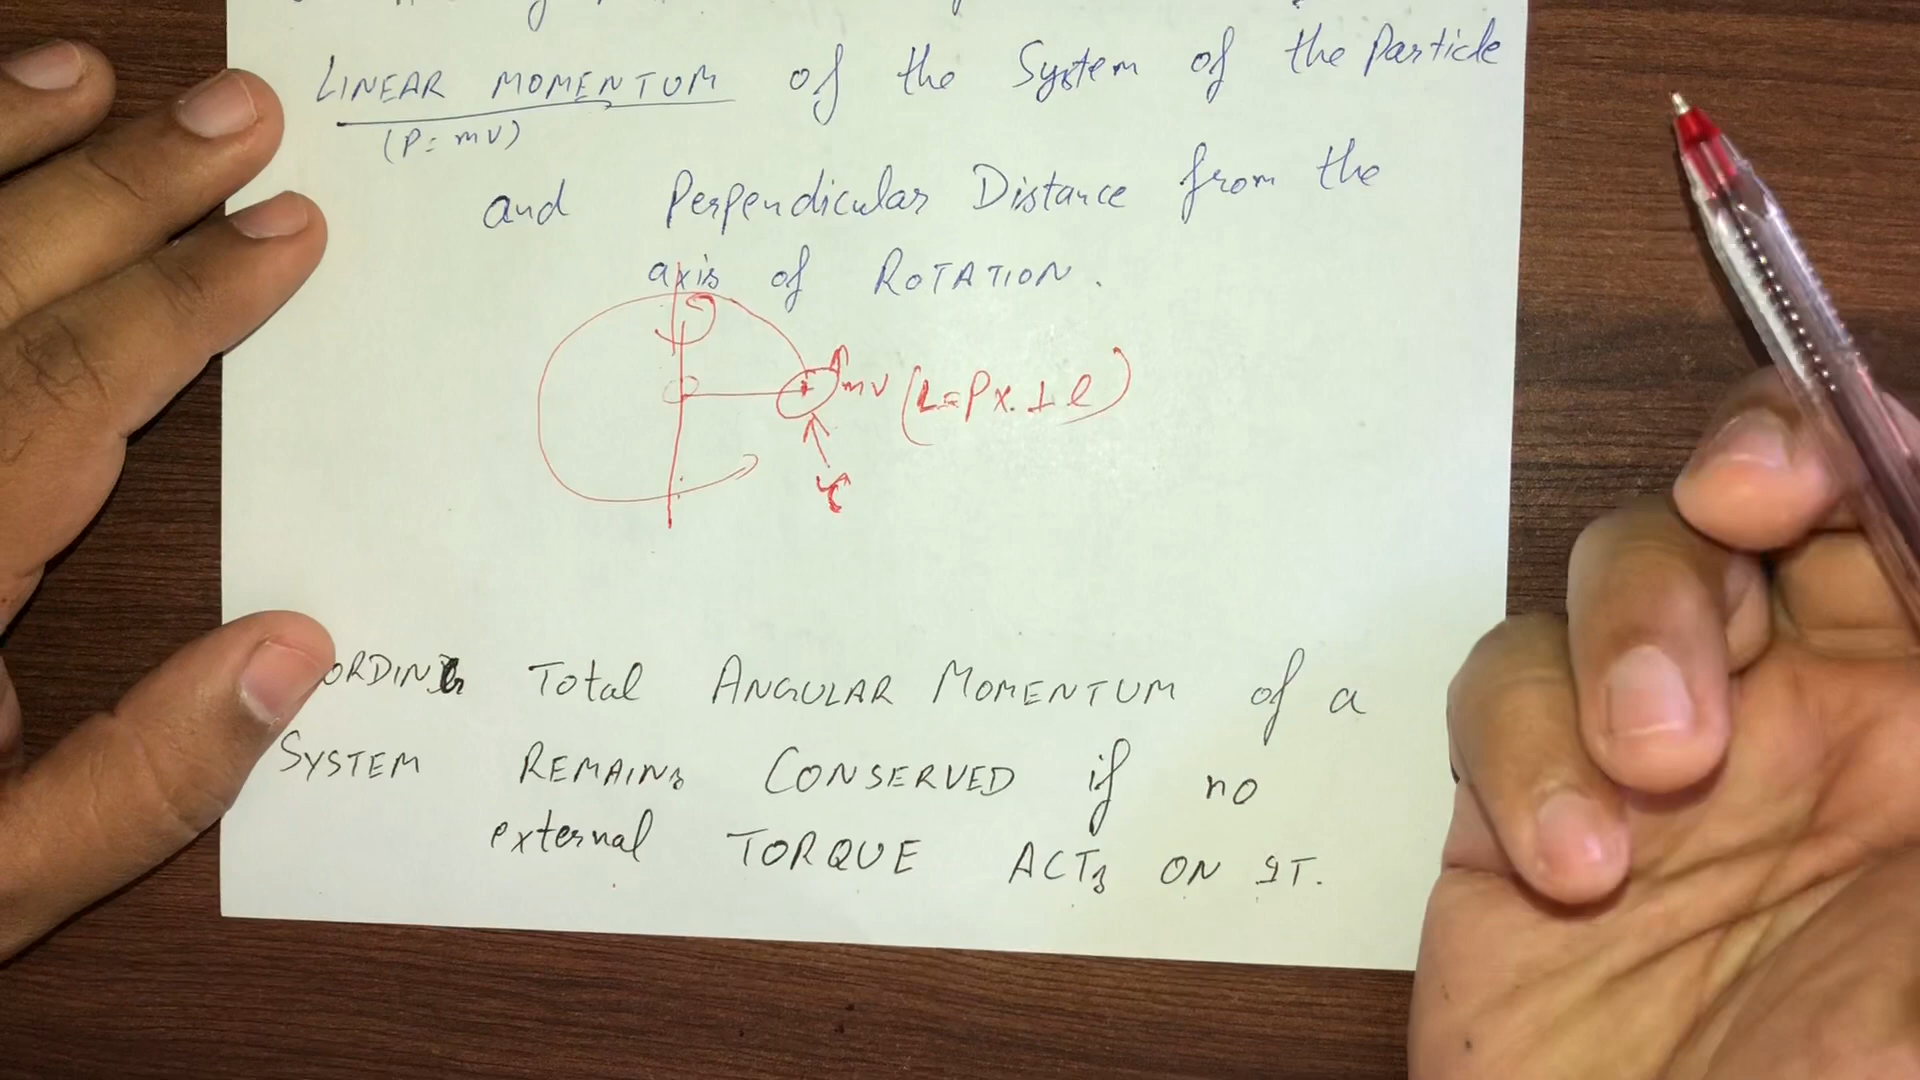 LINEAR MOMENTUM of the System of the Particle
(P = mv)
and Perpendicular Distance from the
axis of ROTATION.
mv (L = P x ⊥ l)
τ
ORDING Total ANGULAR MOMENTUM of a
SYSTEM REMAINS CONSERVED if no
external TORQUE ACTS ON IT.